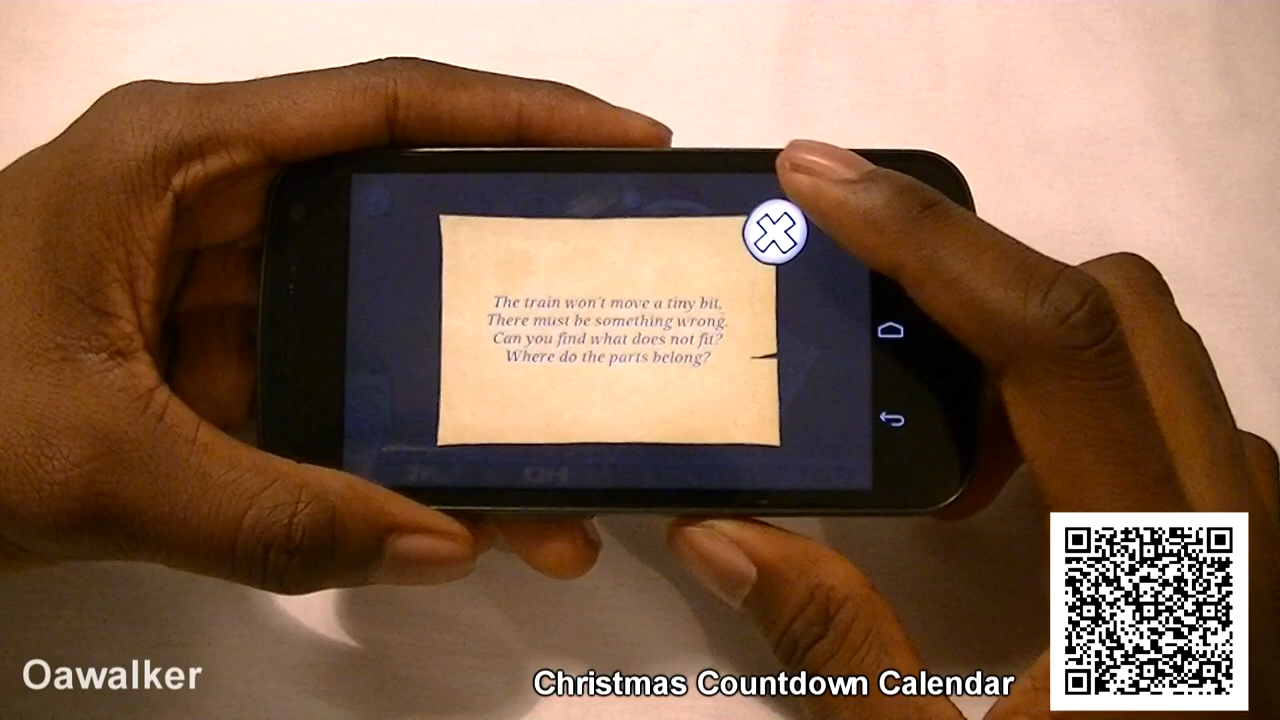 The train won't move a tiny bit,
There must be something wrong.
Can you find what does not fit?
Where do the parts belong?
Oawalker
Christmas Countdown Calendar